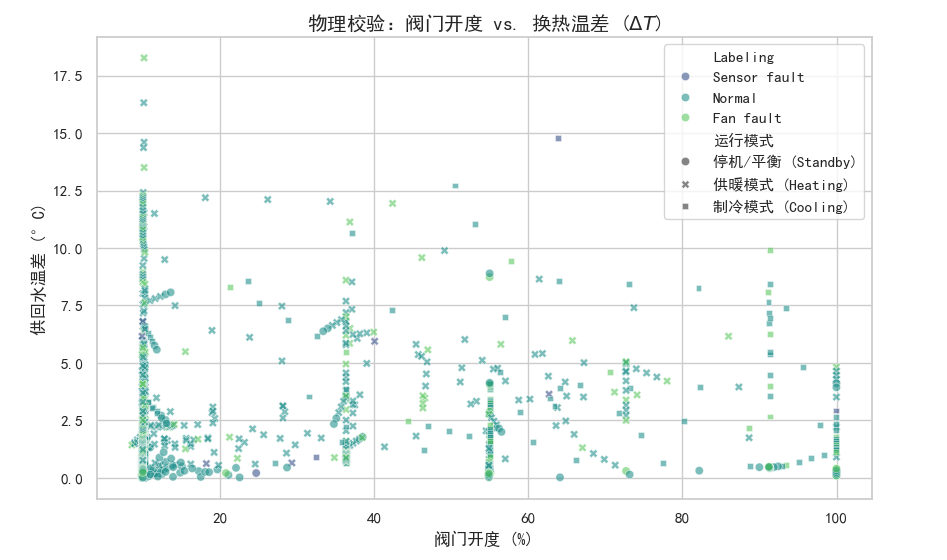 物理校验: 阀门开度 vs. 换热温差 (ΔT)
供回水温差 (°C)
17.5
15.0
12.5
10.0
7.5
5.0
2.5
0.0
Labeling
Sensor fault
Normal
Fan fault
运行模式
停机/平衡 (Standby)
供暖模式 (Heating)
制冷模式 (Cooling)
20
40
60
80
100
阀门开度 (%)